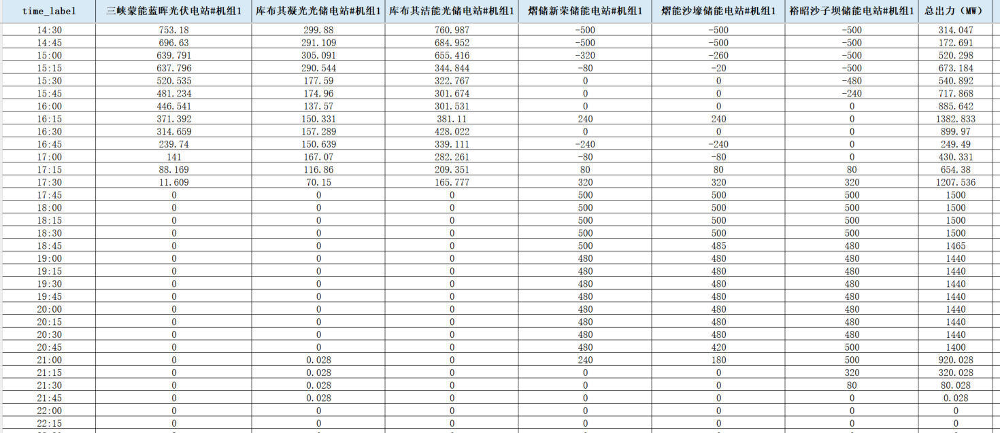 time_label 三峡蒙能蓝晖光伏电站#机组1 库布其凝光光储电站#机组1 库布其洁能光储电站#机组1 熠储新荣储能电站#机组1 熠能沙壕储能电站#机组1 裕昭沙子坝储能电站#机组1 总出力（MW）
14:30 753.18 299.88 760.987 -500 -500 -500 314.047
14:45 696.63 291.109 684.952 -500 -500 -500 172.691
15:00 639.791 305.091 655.416 -320 -260 -500 520.298
15:15 637.796 290.544 344.844 -80 -20 -500 673.184
15:30 520.535 177.59 322.767 0 0 -480 540.892
15:45 481.234 174.96 301.674 0 0 -240 717.868
16:00 446.541 137.57 301.531 0 0 0 885.642
16:15 371.392 150.331 381.11 240 240 0 1382.833
16:30 314.659 157.289 428.022 0 0 0 899.97
16:45 239.74 150.639 339.111 -240 -240 0 249.49
17:00 141 167.07 282.261 -80 -80 0 430.331
17:15 88.169 116.86 209.351 80 80 80 654.38
17:30 11.609 70.15 165.777 320 320 320 1207.536
17:45 0 0 0 500 500 500 1500
18:00 0 0 0 500 500 500 1500
18:15 0 0 0 500 500 500 1500
18:30 0 0 0 500 500 500 1500
18:45 0 0 0 500 485 480 1465
19:00 0 0 0 480 480 480 1440
19:15 0 0 0 480 480 480 1440
19:30 0 0 0 480 480 480 1440
19:45 0 0 0 480 480 480 1440
20:00 0 0 0 480 480 480 1440
20:15 0 0 0 480 480 480 1440
20:30 0 0 0 480 480 480 1440
20:45 0 0 0 480 420 500 1400
21:00 0 0.028 0 240 180 500 920.028
21:15 0 0.028 0 0 0 320 320.028
21:30 0 0.028 0 0 0 80 80.028
21:45 0 0.028 0 0 0 0 0.028
22:00 0 0 0 0 0 0 0
22:15 0 0 0 0 0 0 0